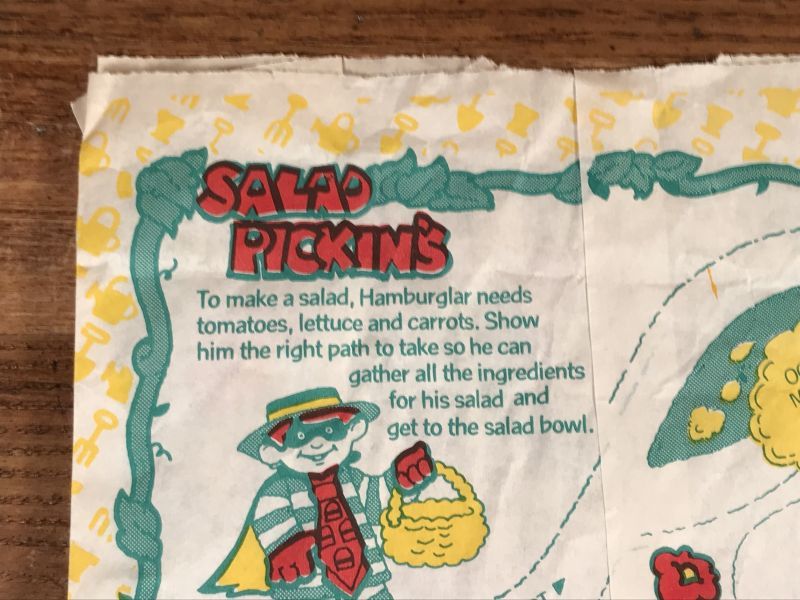 SALAD
PICKIN'S
To make a salad, Hamburglar needs
tomatoes, lettuce and carrots. Show
him the right path to take so he can
gather all the ingredients
for his salad and
get to the salad bowl.